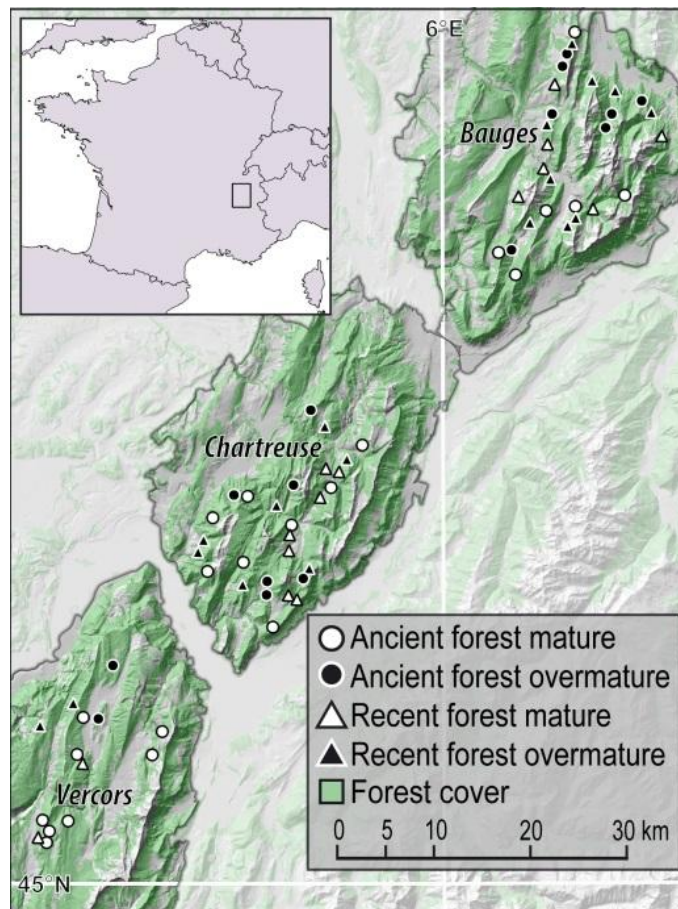 6°E
Bauges
Chartreuse
Ancient forest mature
Ancient forest overmature
Recent forest mature
Recent forest overmature
Forest cover
Vercors
0 10 20 30 km
45°N